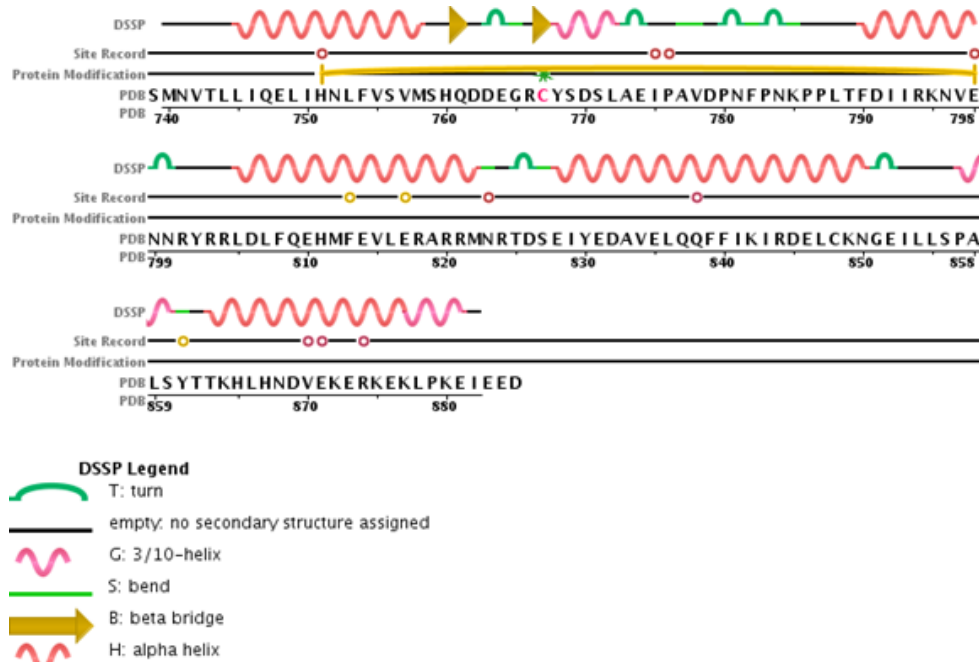 DSSP
Site Record
Protein Modification
PDB SMNVTLLIQELIHNLFVSVMSHQDDEGRCYSDSLAEIPAVDPNFPNKPPLTFDIIRKNVE
PDB 740 750 760 770 780 790 798
DSSP
Site Record
Protein Modification
PDB NNRYRRLDLFQEHMFEVLERARRMNRTDSEIYEDAVELQQFFIKIRDELCKNGEILLSPA
PDB 799 810 820 830 840 850 858
DSSP
Site Record
Protein Modification
PDB LSYTTKHLHNDVEKERKEKLPKEIEED
PDB 859 870 880
DSSP Legend
T: turn
empty: no secondary structure assigned
G: 3/10-helix
S: bend
B: beta bridge
H: alpha helix